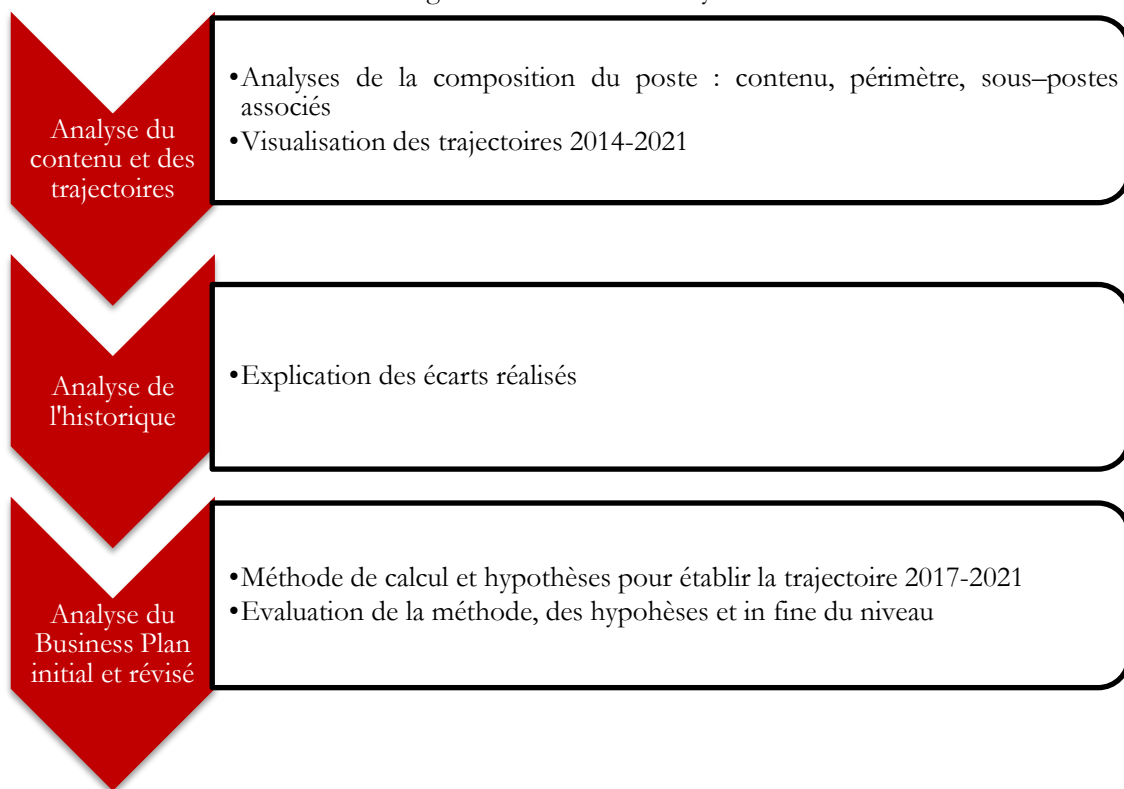 Analyse du
contenu et des
trajectoires
•Analyses de la composition du poste : contenu, périmètre, sous–postes
associés
•Visualisation des trajectoires 2014-2021
Analyse de
l'historique
•Explication des écarts réalisés
Analyse du
Business Plan
initial et révisé
•Méthode de calcul et hypothèses pour établir la trajectoire 2017-2021
•Evaluation de la méthode, des hypohèses et in fine du niveau